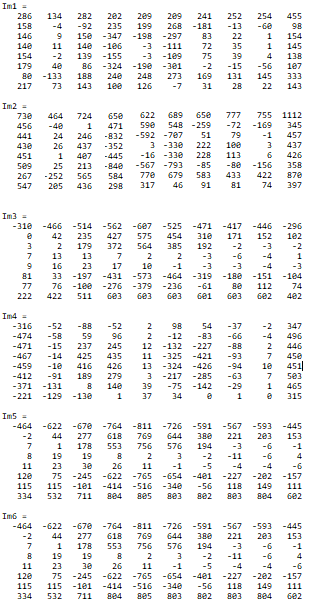 Im1
286 134 282 202 209 209 241 252 254 455
158 -4 -92 235 199 268 -181 -13 -60 98
146 9 150 -347 -198 -297 83 22 1 154
140 11 140 -106 -3 -111 72 35 1 145
154 -2 139 -155 -3 -109 75 39 4 138
179 40 86 -324 -190 -301 -2 -15 -56 107
80 -133 188 240 248 273 169 131 145 333
217 73 143 100 126 -7 31 28 22 143
Im2
730 464 724 650 622 689 650 777 755 1112
456 -40 1 471 590 548 -259 -72 -169 345
441 24 246 -832 -592 -707 51 79 -1 457
430 26 437 -352 3 -330 222 100 3 437
451 1 407 -445 -16 -330 228 113 6 426
509 25 213 -840 -567 -793 -85 -80 -156 358
267 -252 565 584 770 679 583 433 422 870
547 205 436 298 317 46 91 81 74 397
Im3
-310 -466 -514 -562 -607 -525 -471 -417 -446 -296
0 42 235 427 575 454 310 171 152 102
3 2 179 372 564 385 192 -2 -3 -2
7 13 13 7 2 2 -3 -6 -4 1
9 16 23 17 10 -1 -3 -3 -4 -3
81 33 -197 -431 -573 -464 -319 -180 -151 -104
77 76 -100 -276 -379 -236 -61 80 112 74
222 422 511 603 603 603 601 603 602 402
Im4
-316 -52 -88 -52 2 98 54 -37 -2 347
-474 -58 59 96 2 -12 -83 -66 -4 496
-471 -15 237 245 12 -132 -227 -88 2 446
-467 -14 425 435 11 -325 -421 -93 7 450
-459 -10 416 426 13 -324 -426 -94 10 451
-412 -91 189 279 3 -217 -285 -63 7 503
-371 -131 8 140 39 -75 -142 -29 1 465
-221 -129 -130 1 37 34 0 1 0 315
Im5
-464 -622 -670 -764 -811 -726 -591 -567 -593 -445
-2 44 277 618 769 644 380 221 203 153
7 1 178 553 756 576 194 -3 -6 -1
8 19 19 8 2 3 -2 -11 -6 4
11 23 30 26 11 -1 -5 -4 -4 -6
120 75 -245 -622 -765 -654 -401 -227 -202 -157
115 115 -101 -414 -516 -340 -56 118 149 111
334 532 711 804 805 803 802 803 804 602
Im6
-464 -622 -670 -764 -811 -726 -591 -567 -593 -445
-2 44 277 618 769 644 380 221 203 153
7 1 178 553 756 576 194 -3 -6 -1
8 19 19 8 2 3 -2 -11 -6 4
11 23 30 26 11 -1 -5 -4 -4 -6
120 75 -245 -622 -765 -654 -401 -227 -202 -157
115 115 -101 -414 -516 -340 -56 118 149 111
334 532 711 804 805 803 802 803 804 602